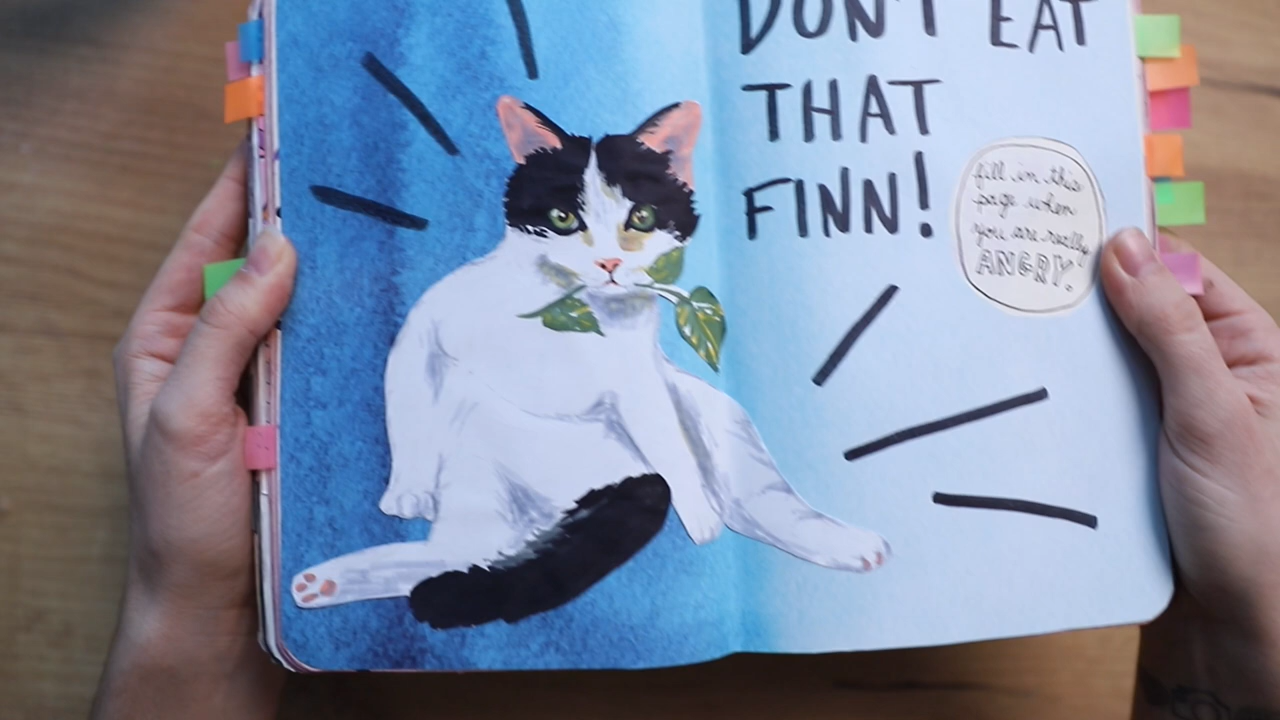 DON'T EAT
THAT
FINN!
fill in this
page when
you are really
ANGRY.